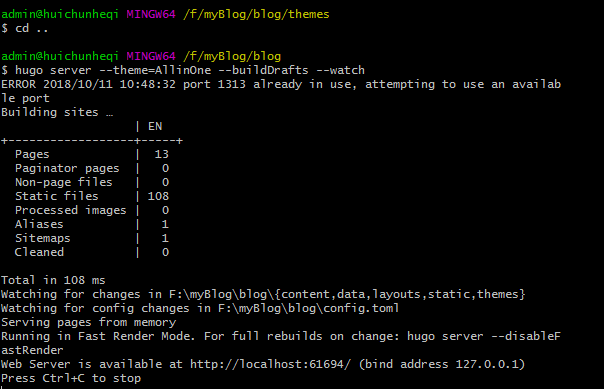 admin@huichunheqi MINGW64 /f/myBlog/blog/themes
$ cd ..
admin@huichunheqi MINGW64 /f/myBlog/blog
$ hugo server --theme=AllinOne --buildDrafts --watch
ERROR 2018/10/11 10:48:32 port 1313 already in use, attempting to use an availab
le port
Building sites …
                   | EN
+------------------+-----+
  Pages            |  13
  Paginator pages  |   0
  Non-page files   |   0
  Static files     | 108
  Processed images |   0
  Aliases          |   1
  Sitemaps         |   1
  Cleaned          |   0
Total in 108 ms
Watching for changes in F:\myBlog\blog\{content,data,layouts,static,themes}
Watching for config changes in F:\myBlog\blog\config.toml
Serving pages from memory
Running in Fast Render Mode. For full rebuilds on change: hugo server --disableF
astRender
Web Server is available at http://localhost:61694/ (bind address 127.0.0.1)
Press Ctrl+C to stop